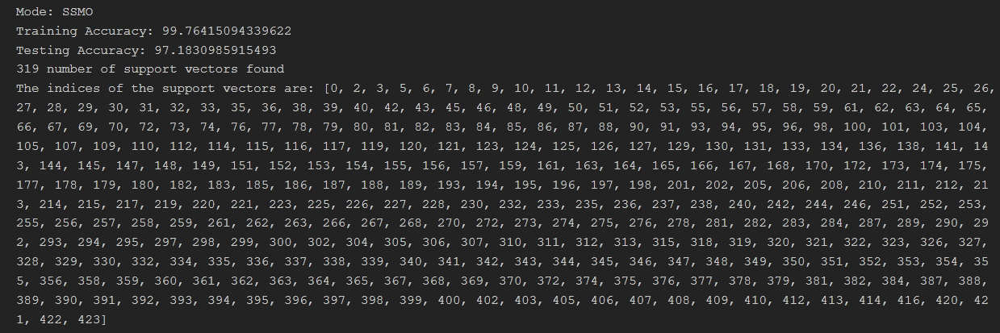 Mode: SSMO
Training Accuracy: 99.76415094339622
Testing Accuracy: 97.1830985915493
319 number of support vectors found
The indices of the support vectors are: [0, 2, 3, 5, 6, 7, 8, 9, 10, 11, 12, 13, 14, 15, 16, 17, 18, 19, 20, 21, 22, 24, 25, 26,
27, 28, 29, 30, 31, 32, 33, 35, 36, 38, 39, 40, 42, 43, 45, 46, 48, 49, 50, 51, 52, 53, 55, 56, 57, 58, 59, 61, 62, 63, 64, 65,
66, 67, 69, 70, 72, 73, 74, 76, 77, 78, 79, 80, 81, 82, 83, 84, 85, 86, 87, 88, 90, 91, 93, 94, 95, 96, 98, 100, 101, 103, 104,
105, 107, 109, 110, 112, 114, 115, 116, 117, 119, 120, 121, 123, 124, 125, 126, 127, 129, 130, 131, 133, 134, 136, 138, 141, 14
3, 144, 145, 147, 148, 149, 151, 152, 153, 154, 155, 156, 157, 159, 161, 163, 164, 165, 166, 167, 168, 170, 172, 173, 174, 175,
177, 178, 179, 180, 182, 183, 185, 186, 187, 188, 189, 193, 194, 195, 196, 197, 198, 201, 202, 205, 206, 208, 210, 211, 212, 21
3, 214, 215, 217, 219, 220, 221, 223, 225, 226, 227, 228, 230, 232, 233, 235, 236, 237, 238, 240, 242, 244, 246, 251, 252, 253,
255, 256, 257, 258, 259, 261, 262, 263, 266, 267, 268, 270, 272, 273, 274, 275, 276, 278, 281, 282, 283, 284, 287, 289, 290, 29
2, 293, 294, 295, 297, 298, 299, 300, 302, 304, 305, 306, 307, 310, 311, 312, 313, 315, 318, 319, 320, 321, 322, 323, 326, 327,
328, 329, 330, 332, 334, 335, 336, 337, 338, 339, 340, 341, 342, 343, 344, 345, 346, 347, 348, 349, 350, 351, 352, 353, 354, 35
5, 356, 358, 359, 360, 361, 362, 363, 364, 365, 367, 368, 369, 370, 372, 374, 375, 376, 377, 378, 379, 381, 382, 384, 387, 388,
389, 390, 391, 392, 393, 394, 395, 396, 397, 398, 399, 400, 402, 403, 405, 406, 407, 408, 409, 410, 412, 413, 414, 416, 420, 42
1, 422, 423]